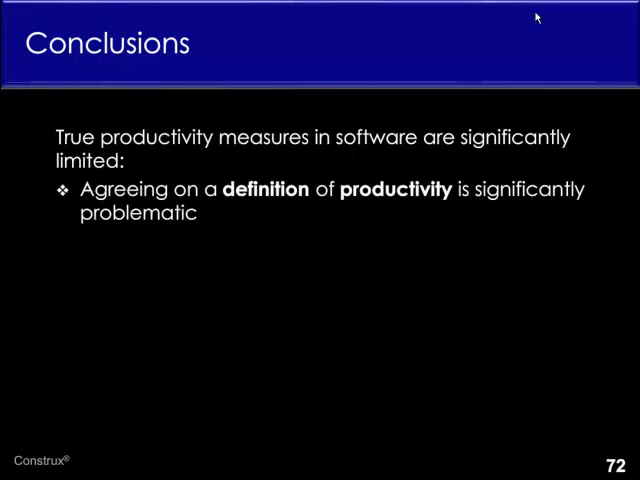 Conclusions
True productivity measures in software are significantly
limited:
❖ Agreeing on a definition of productivity is significantly
problematic
Construx®
72